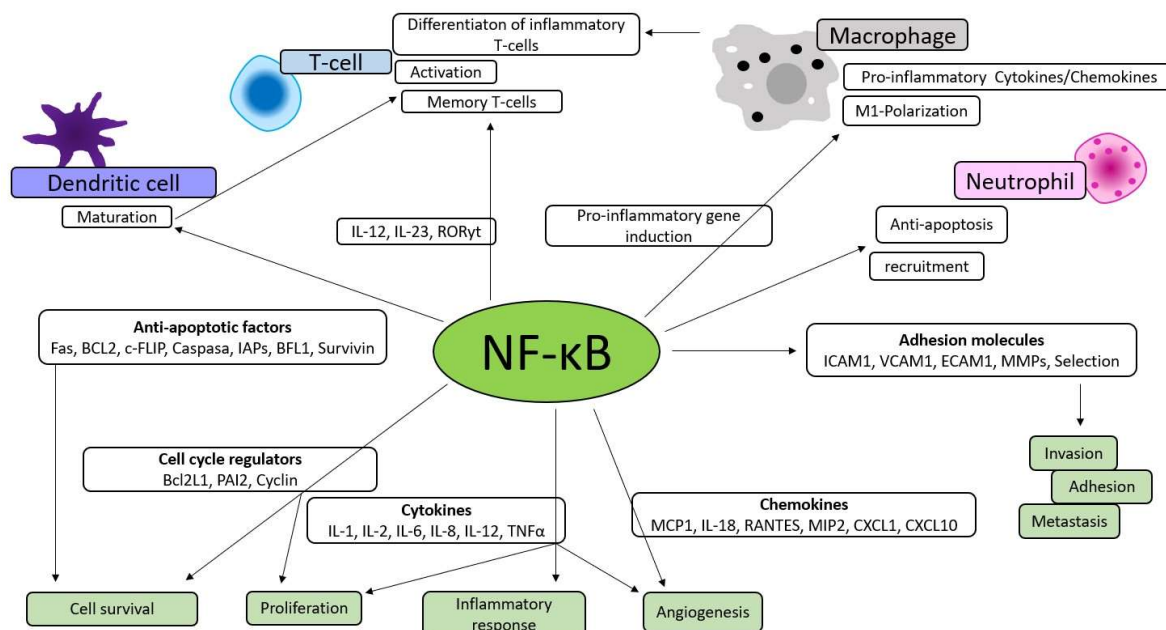 Differentiaton of inflammatory
T-cells
T-cell
Activation
Memory T-cells
Macrophage
Pro-inflammatory Cytokines/Chemokines
M1-Polarization
Dendritic cell
Maturation
Neutrophil
Anti-apoptosis
recruitment
IL-12, IL-23, RORyt
Pro-inflammatory gene
induction
NF-κB
Anti-apoptotic factors
Fas, BCL2, c-FLIP, Caspasa, IAPs, BFL1, Survivin
Adhesion molecules
ICAM1, VCAM1, ECAM1, MMPs, Selection
Invasion
Adhesion
Metastasis
Cell cycle regulators
Bcl2L1, PAI2, Cyclin
Cytokines
IL-1, IL-2, IL-6, IL-8, IL-12, TNFα
Chemokines
MCP1, IL-18, RANTES, MIP2, CXCL1, CXCL10
Cell survival
Proliferation
Inflammatory
response
Angiogenesis